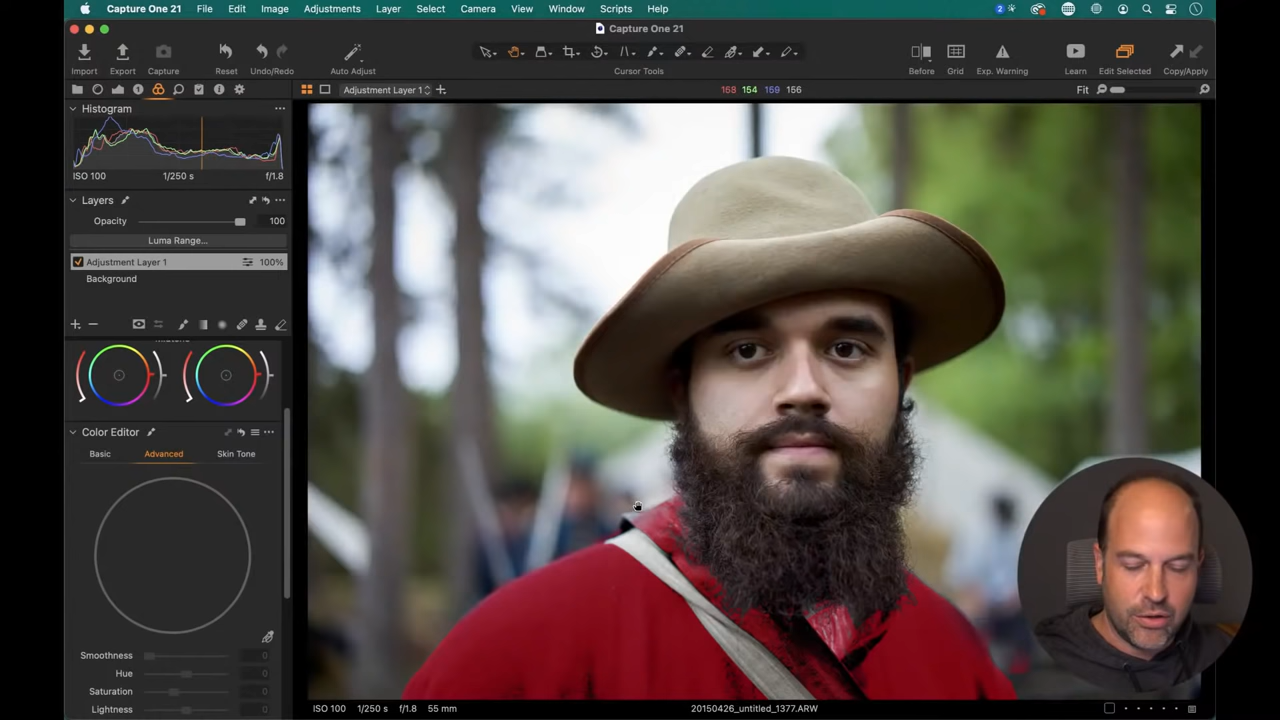 Capture One 21 File Edit Image Adjustments Layer Select Camera View Window Scripts Help 2
Capture One 21
Import Export Capture Reset Undo/Redo Auto Adjust Cursor Tools Before Grid Exp. Warning Learn Edit Selected Copy/Apply
Adjustment Layer 1 168 154 159 156 Fit
Histogram
ISO 100 1/250 s f/1.8
Layers
Opacity 100
Luma Range...
Adjustment Layer 1 100%
Background
Color Editor
Basic Advanced Skin Tone
Smoothness 0
Hue 0
Saturation 0
Lightness 0
ISO 100 1/250 s f/1.8 55 mm 20150426_untitled_1377.ARW